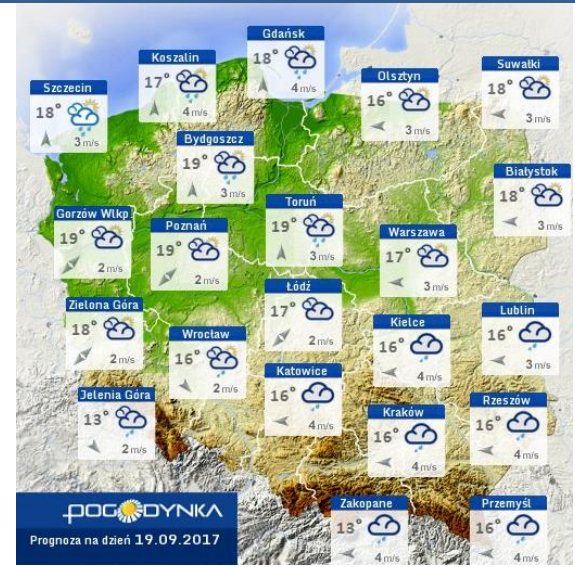 Gdańsk
18°
4 m/s
Koszalin
17°
4 m/s
Suwałki
18°
3 m/s
Olsztyn
16°
3 m/s
Szczecin
18°
3 m/s
Bydgoszcz
19°
3 m/s
Białystok
18°
3 m/s
Toruń
19°
3 m/s
Gorzów Wlkp.
19°
2 m/s
Poznań
19°
2 m/s
Warszawa
17°
3 m/s
Łódź
17°
2 m/s
Zielona Góra
18°
2 m/s
Lublin
16°
3 m/s
Kielce
16°
4 m/s
Wrocław
16°
2 m/s
Katowice
16°
4 m/s
Jelenia Góra
13°
2 m/s
Rzeszów
16°
4 m/s
Kraków
16°
4 m/s
Zakopane
13°
4 m/s
Przemyśl
16°
4 m/s
POGODYNKA
Prognoza na dzień 19.09.2017